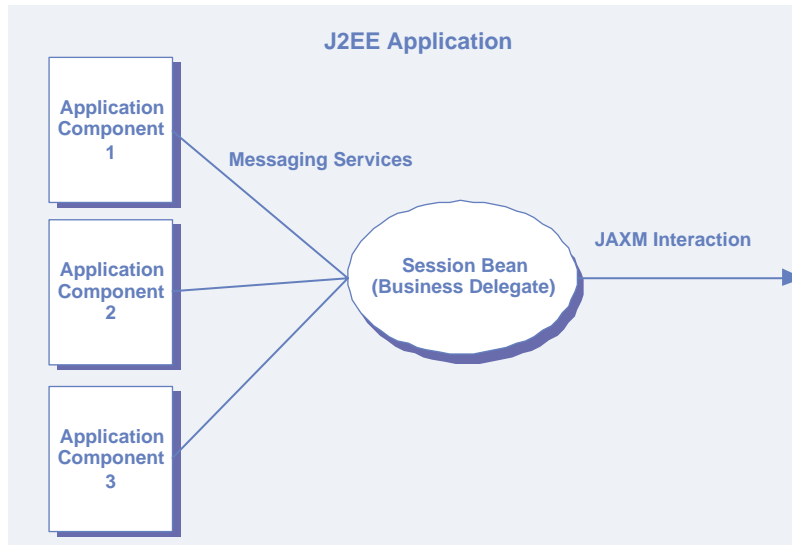 J2EE Application
Application
Component
1
Messaging Services
Application
Component
2
Session Bean
(Business Delegate)
JAXM Interaction
Application
Component
3